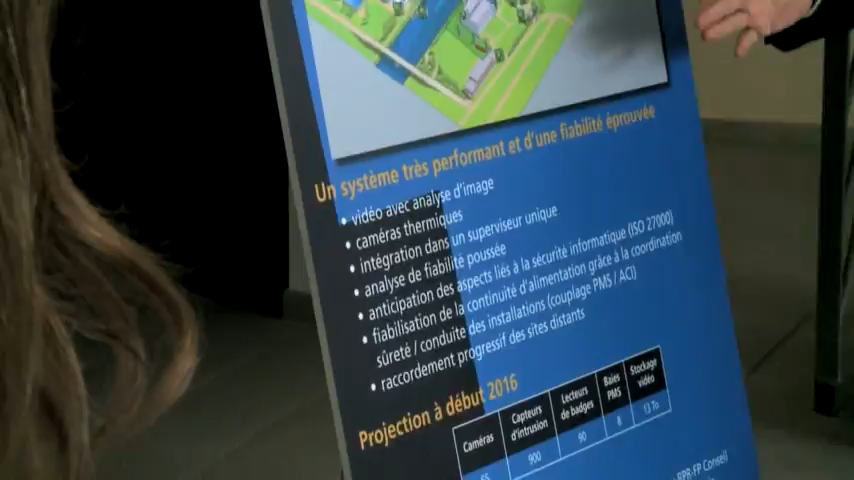 Un système très performant et d'une fiabilité éprouvée
• vidéo avec analyse d'image
• caméras thermiques
• intégration dans un superviseur unique
• analyse de fiabilité poussée
• anticipation des aspects liés à la sécurité informatique (ISO 27000)
• fiabilisation de la continuité d'alimentation grâce à la coordination
sûreté / conduite des installations (couplage PMS / ACI)
• raccordement progressif des sites distants
Projection à début 2016
Caméras Capteurs d'intrusion Lecteurs de badges Baies PMS Stockage vidéo
900 90 8 13 To
Conseil